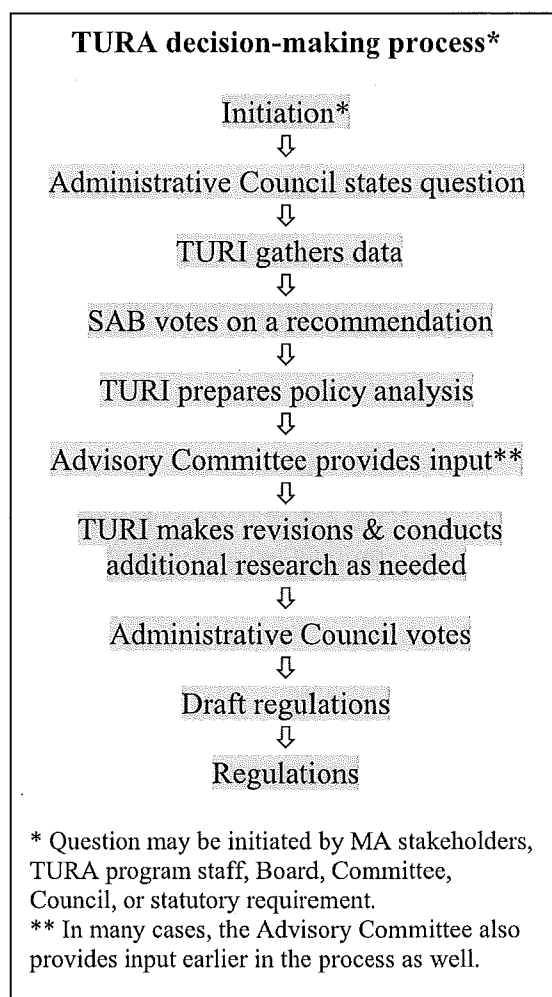 TURA decision-making process*
Initiation*
⇩
Administrative Council states question
⇩
TURI gathers data
⇩
SAB votes on a recommendation
⇩
TURI prepares policy analysis
⇩
Advisory Committee provides input**
⇩
TURI makes revisions & conducts
additional research as needed
⇩
Administrative Council votes
⇩
Draft regulations
⇩
Regulations
* Question may be initiated by MA stakeholders,
TURA program staff, Board, Committee,
Council, or statutory requirement.
** In many cases, the Advisory Committee also
provides input earlier in the process as well.